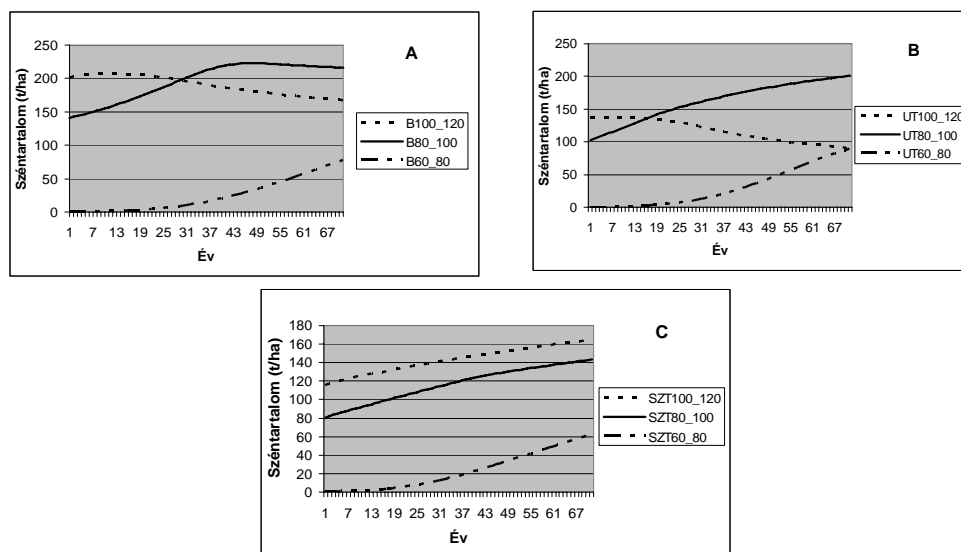 A
Széntartalom (t/ha)
250
200
150
100
50
0
1 7 13 19 25 31 37 43 49 55 61 67
Év
B100_120
B80_100
B60_80
B
Széntartalom (t/ha)
250
200
150
100
50
0
1 7 13 19 25 31 37 43 49 55 61 67
Év
UT100_120
UT80_100
UT60_80
C
Széntartalom (t/ha)
180
160
140
120
100
80
60
40
20
0
1 7 13 19 25 31 37 43 49 55 61 67
Év
SZT100_120
SZT80_100
SZT60_80